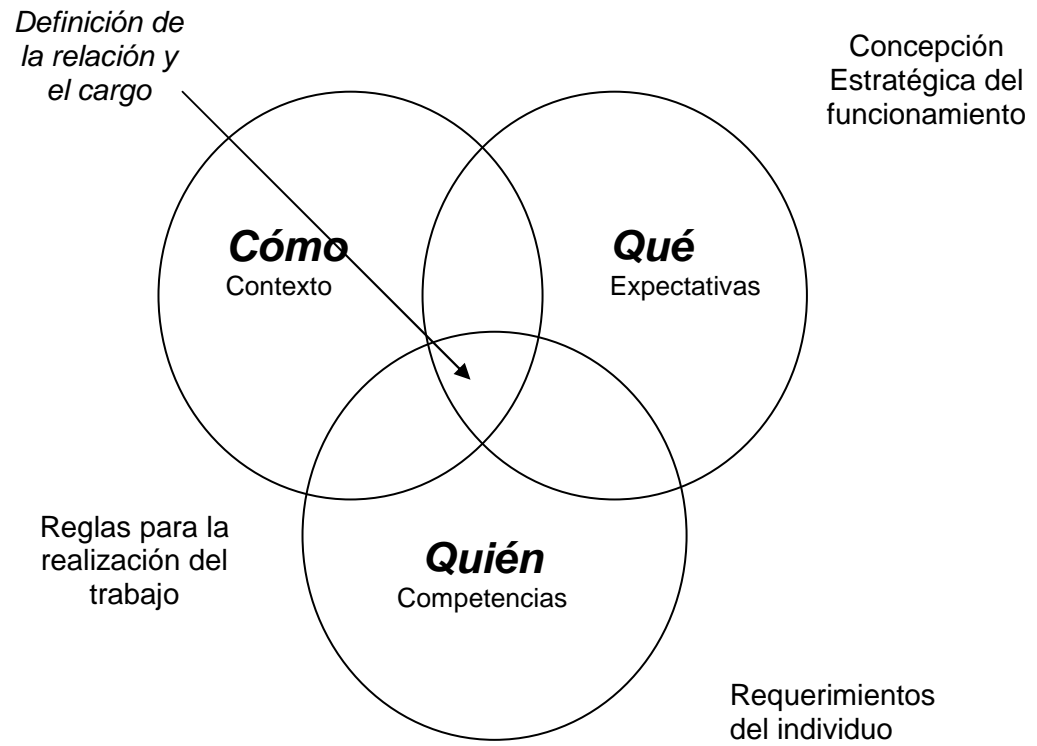 Definición de
la relación y
el cargo
Concepción
Estratégica del
funcionamiento
Cómo
Contexto
Qué
Expectativas
Reglas para la
realización del
trabajo
Quién
Competencias
Requerimientos
del individuo